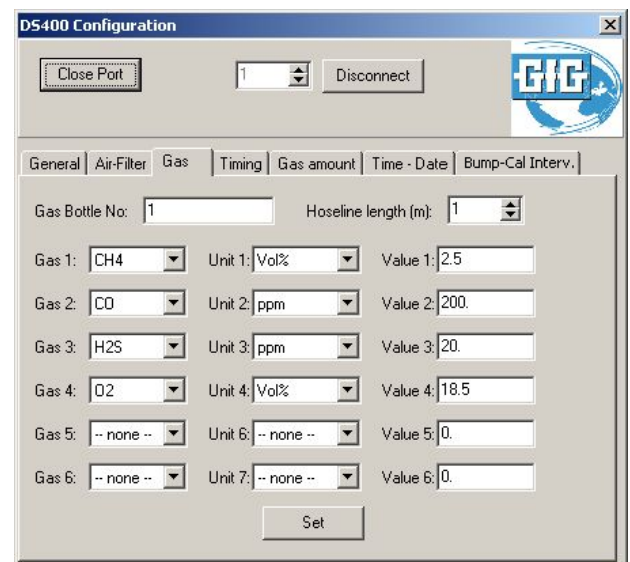 DS400 Configuration
Close Port 1 Disconnect GfG
General Air-Filter Gas Timing Gas amount Time - Date Bump-Cal Interv.
Gas Bottle No: 1 Hoseline length (m): 1
Gas 1: CH4 Unit 1: Vol% Value 1: 2.5
Gas 2: CO Unit 2: ppm Value 2: 200.
Gas 3: H2S Unit 3: ppm Value 3: 20.
Gas 4: O2 Unit 4: Vol% Value 4: 18.5
Gas 5: -- none -- Unit 6: -- none -- Value 5: 0.
Gas 6: -- none -- Unit 7: -- none -- Value 6: 0.
Set